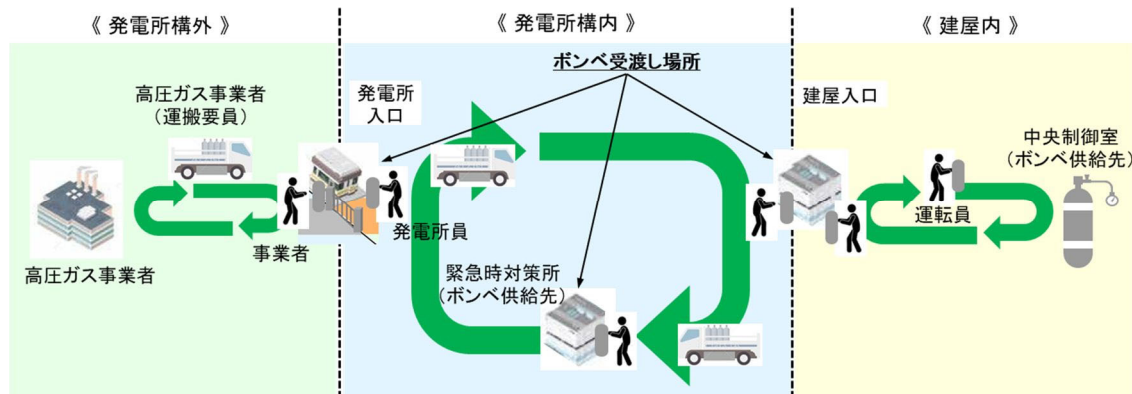 《 発電所構外 》
《 発電所構内 》
《 建屋内 》
ボンベ受渡し場所
高圧ガス事業者
(運搬要員)
発電所
入口
建屋入口
中央制御室
(ボンベ供給先)
運転員
発電所員
事業者
高圧ガス事業者
緊急時対策所
(ボンベ供給先)